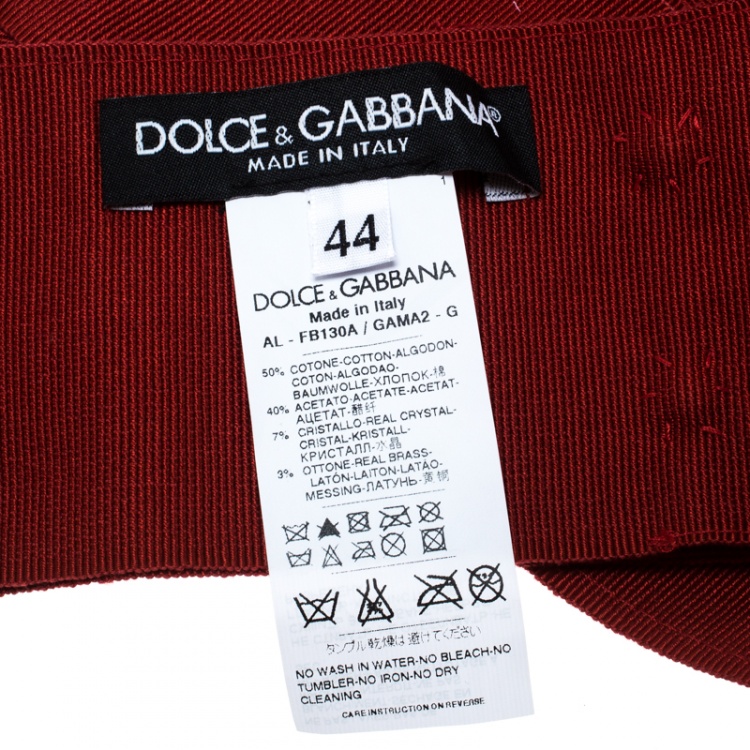 DOLCE & GABBANA®
MADE IN ITALY
1
44
DOLCE & GABBANA
Made in Italy
AL - FB130A / GAMA2 - G
50% COTONE-COTTON-ALGODON-
COTON-ALGODAO-
BAUMWOLLE-ХЛОПОК-棉
40% ACETATO-ACETATE-ACETAT-
АЦЕТАТ-醋纤
7% CRISTALLO-REAL CRYSTAL-
CRISTAL-KRISTALL-
КРИСТАЛЛ-水晶
3% OTTONE-REAL BRASS-
LATÓN-LAITON-LATAO-
MESSING-ЛАТУНЬ-黄铜
タンブル乾燥は避けてください
NO WASH IN WATER-NO BLEACH-NO
TUMBLER-NO IRON-NO DRY
CLEANING
CARE INSTRUCTION ON REVERSE